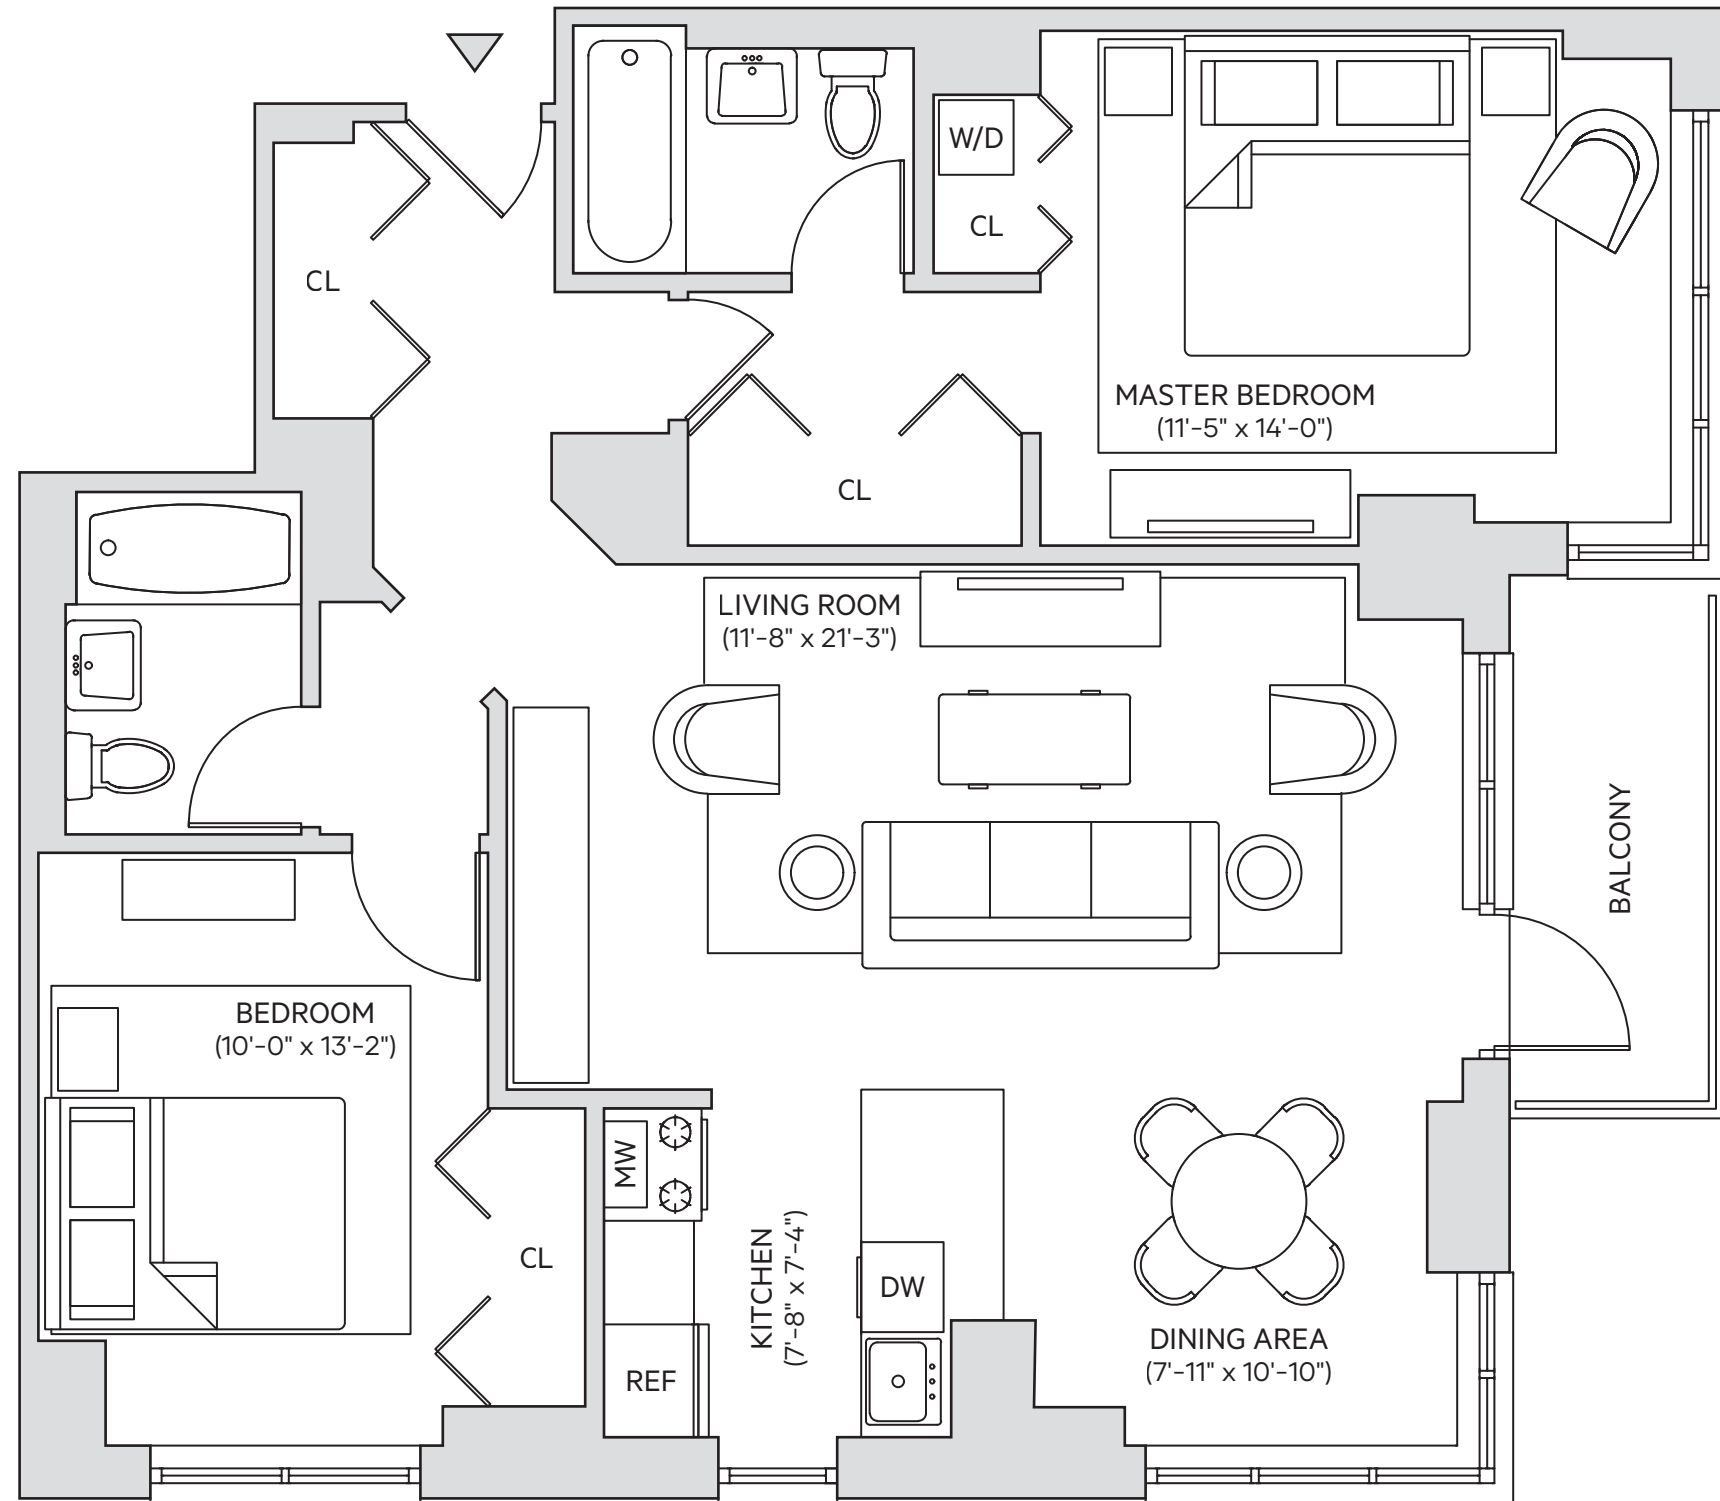 W/D
CL
CL
MASTER BEDROOM
(11'-5" x 14'-0")
CL
LIVING ROOM
(11'-8" x 21'-3")
BALCONY
BEDROOM
(10'-0" x 13'-2")
MW
CL
KITCHEN
(7'-8" x 7'-4")
DW
REF
DINING AREA
(7'-11" x 10'-10")